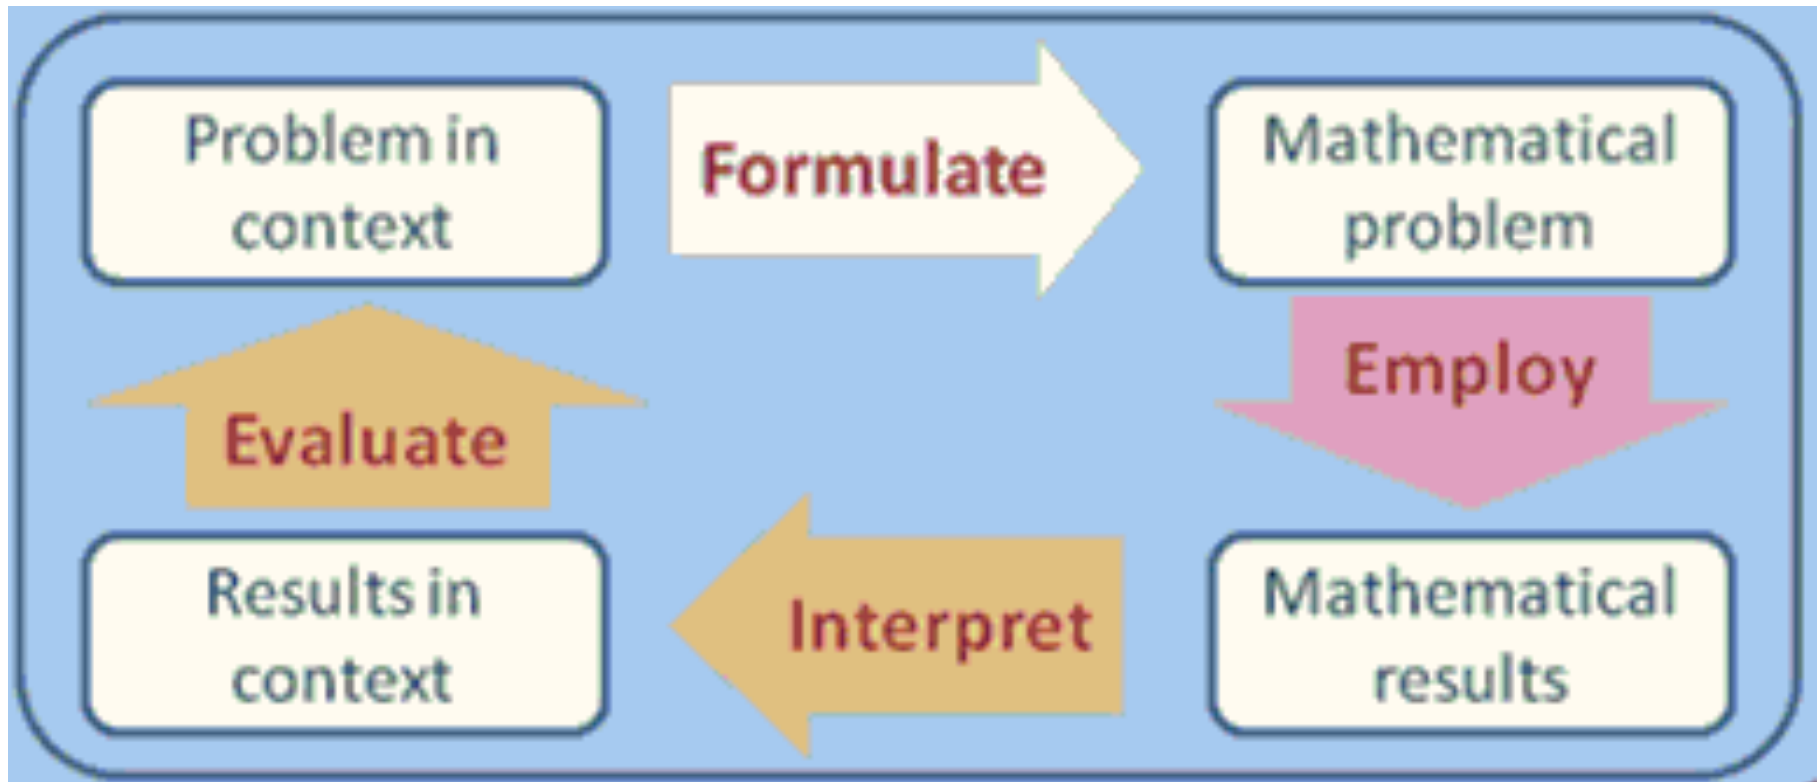 Problem in
context
Formulate
Mathematical
problem
Employ
Evaluate
Results in
context
Interpret
Mathematical
results